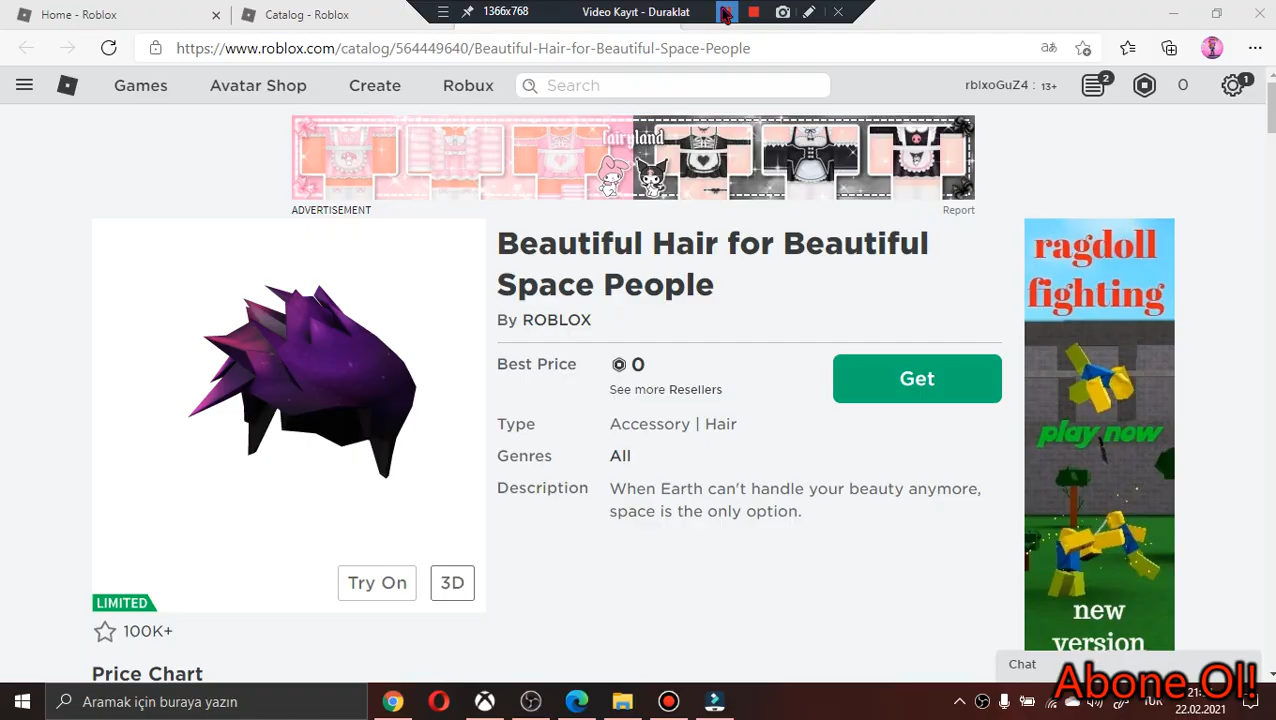 Home - Roblox
Catalog - Roblox
1366x768
Video Kayıt - Duraklat
https://www.roblox.com/catalog/564449640/Beautiful-Hair-for-Beautiful-Space-People
Games
Avatar Shop
Create
Robux
Search
rblxoGuZ4 : 13+
2
0
1
fairyland
ADVERTISEMENT
Report
Beautiful Hair for Beautiful
Space People
By ROBLOX
Best Price
0
Get
See more Resellers
Type
Accessory | Hair
Genres
All
Description
When Earth can't handle your beauty anymore,
space is the only option.
Try On
3D
LIMITED
100K+
Price Chart
ragdoll
fighting
play now
new
version
Chat
Abone Ol!
Aramak için buraya yazın
22.02.2021